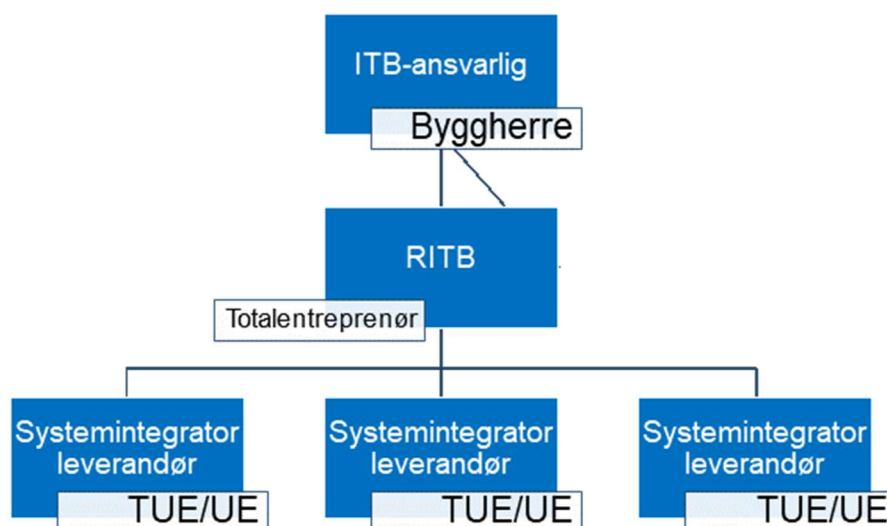 ITB-ansvarlig
Byggherre
RITB
Totalentreprenør
Systemintegrator
leverandør
TUE/UE
Systemintegrator
leverandør
TUE/UE
Systemintegrator
leverandør
TUE/UE